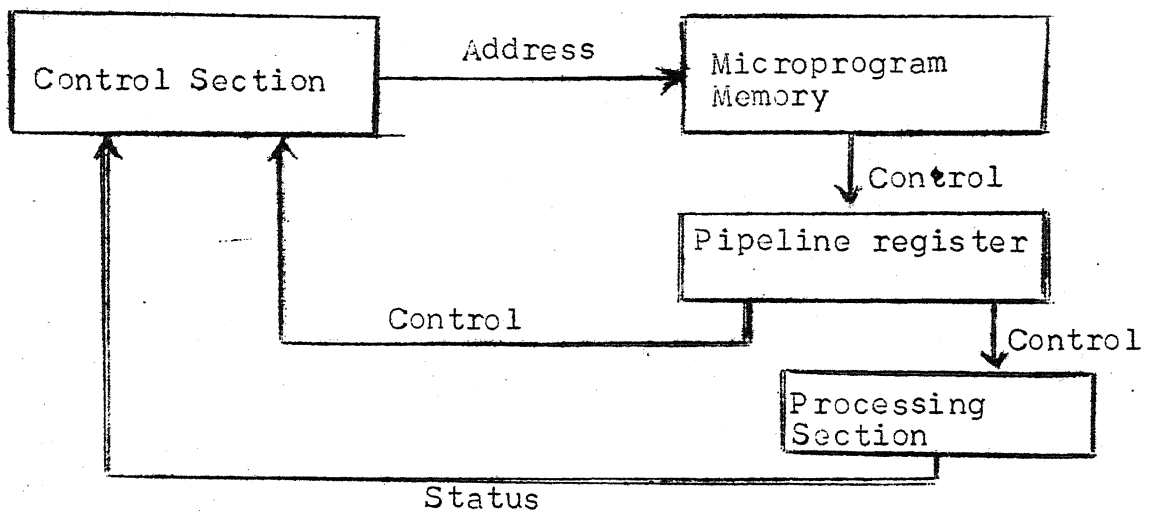 Address
Control Section
Microprogram
Memory
Control
Pipeline register
Control
Control
Processing
Section
Status